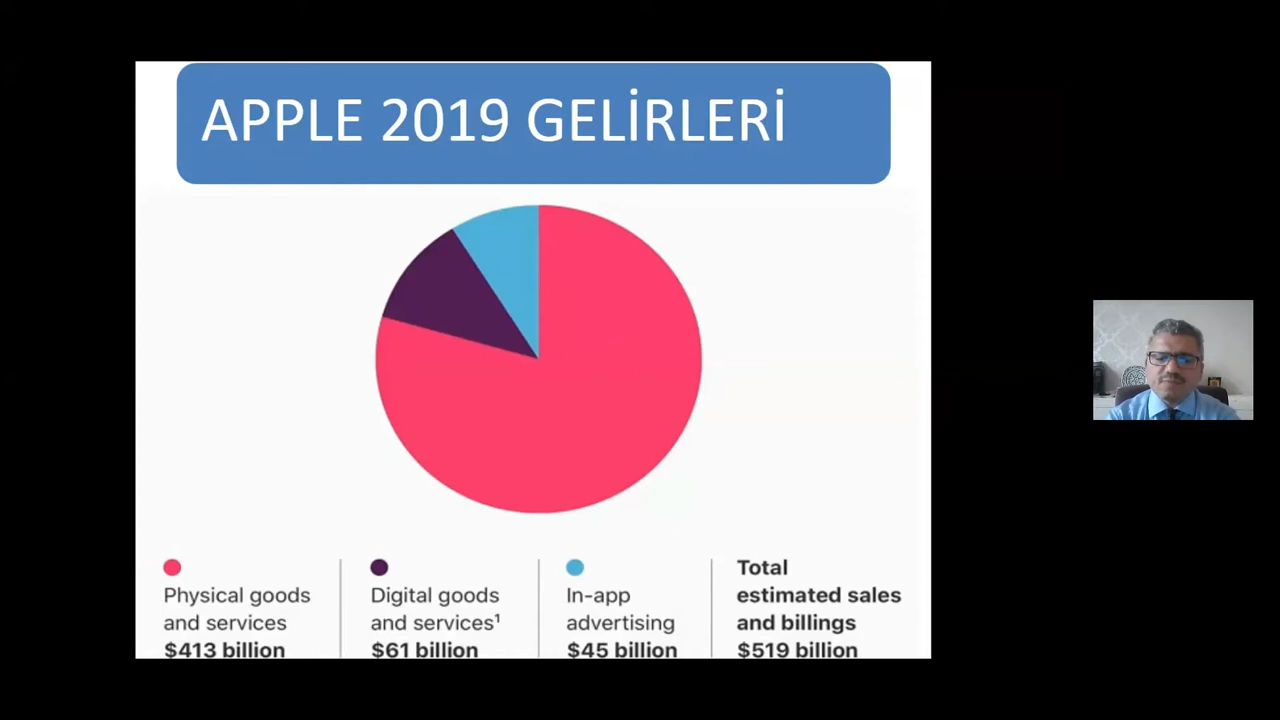 APPLE 2019 GELİRLERİ
Physical goods
and services
$413 billion
Digital goods
and services¹
$61 billion
In-app
advertising
$45 billion
Total
estimated sales
and billings
$519 billion